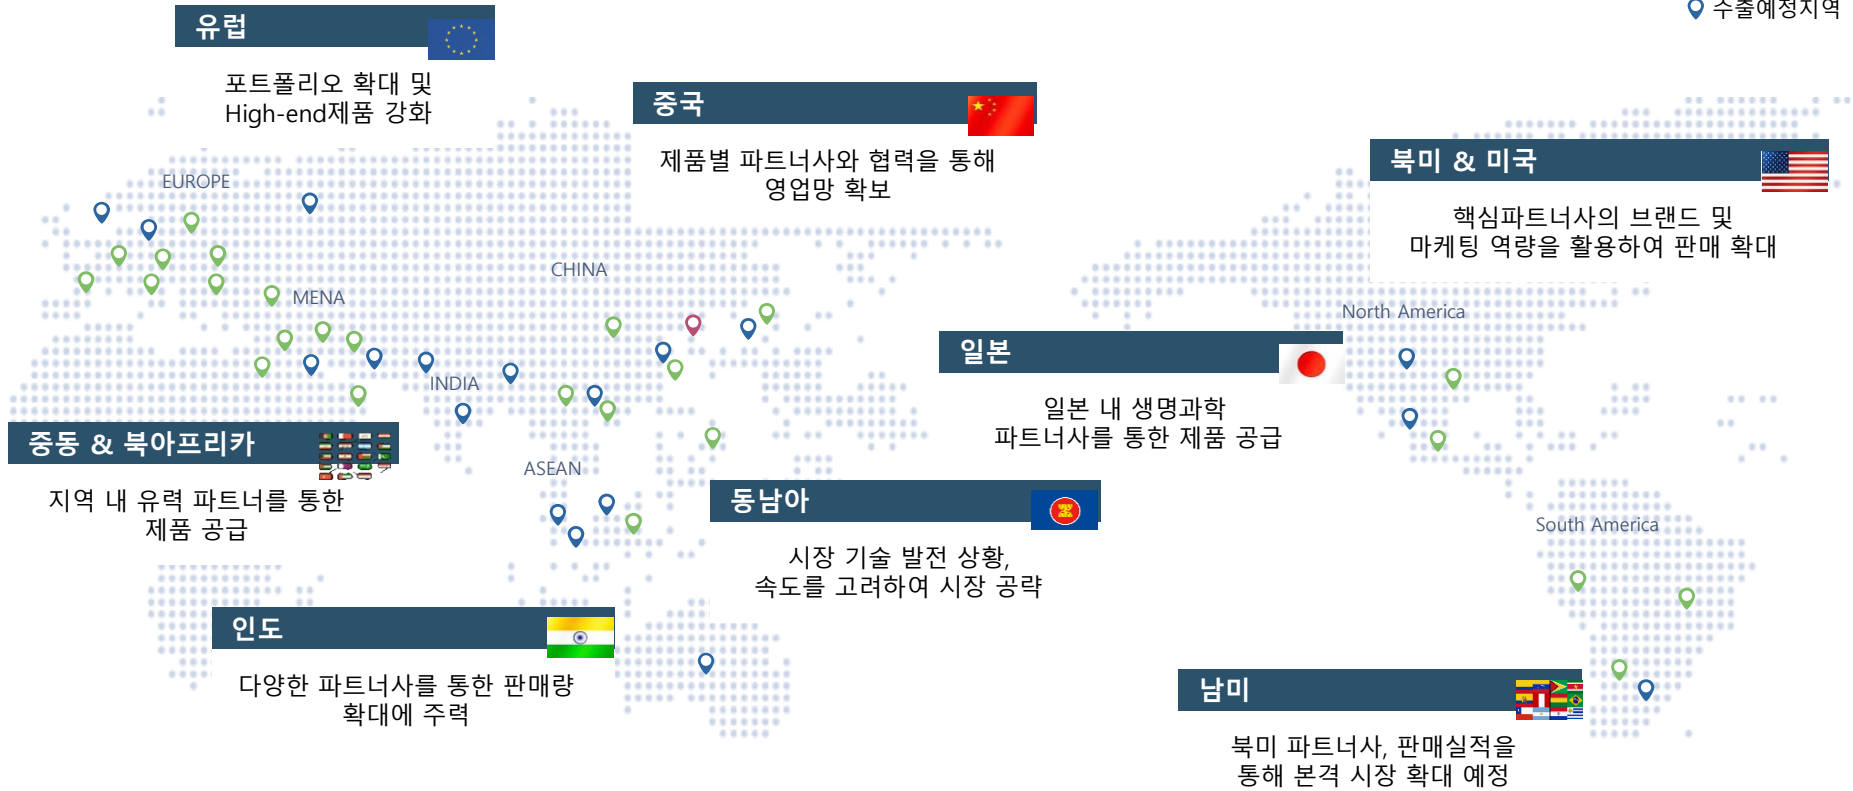 수출예정지역
유럽
포트폴리오 확대 및
High-end제품 강화
중국
제품별 파트너사와 협력을 통해
영업망 확보
북미 & 미국
핵심파트너사의 브랜드 및
마케팅 역량을 활용하여 판매 확대
EUROPE
CHINA
MENA
North America
일본
일본 내 생명과학
파트너사를 통한 제품 공급
INDIA
중동 & 북아프리카
지역 내 유력 파트너를 통한
제품 공급
ASEAN
동남아
시장 기술 발전 상황,
속도를 고려하여 시장 공략
South America
인도
다양한 파트너사를 통한 판매량
확대에 주력
남미
북미 파트너사, 판매실적을
통해 본격 시장 확대 예정